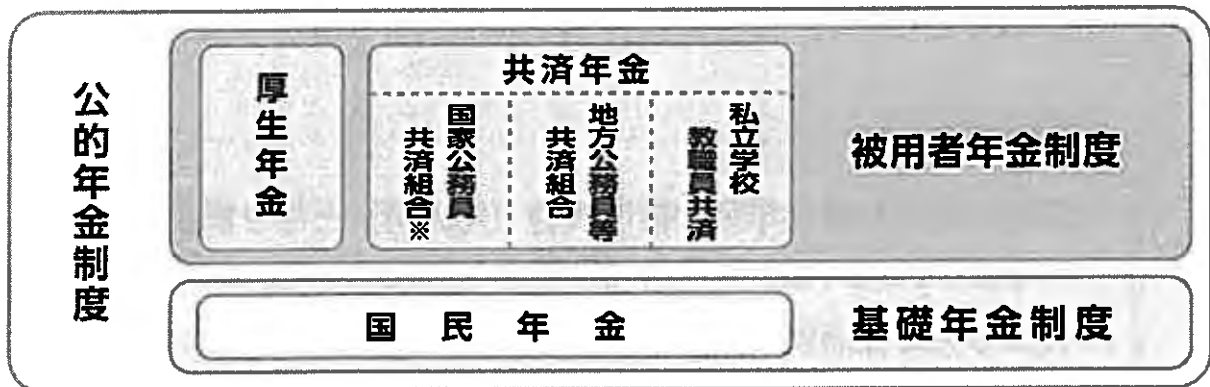 公的年金制度
厚生年金
共済年金
国家公務員
共済組合※
地方公務員等
共済組合
私立学校
教職員共済
被用者年金制度
国民年金
基礎年金制度